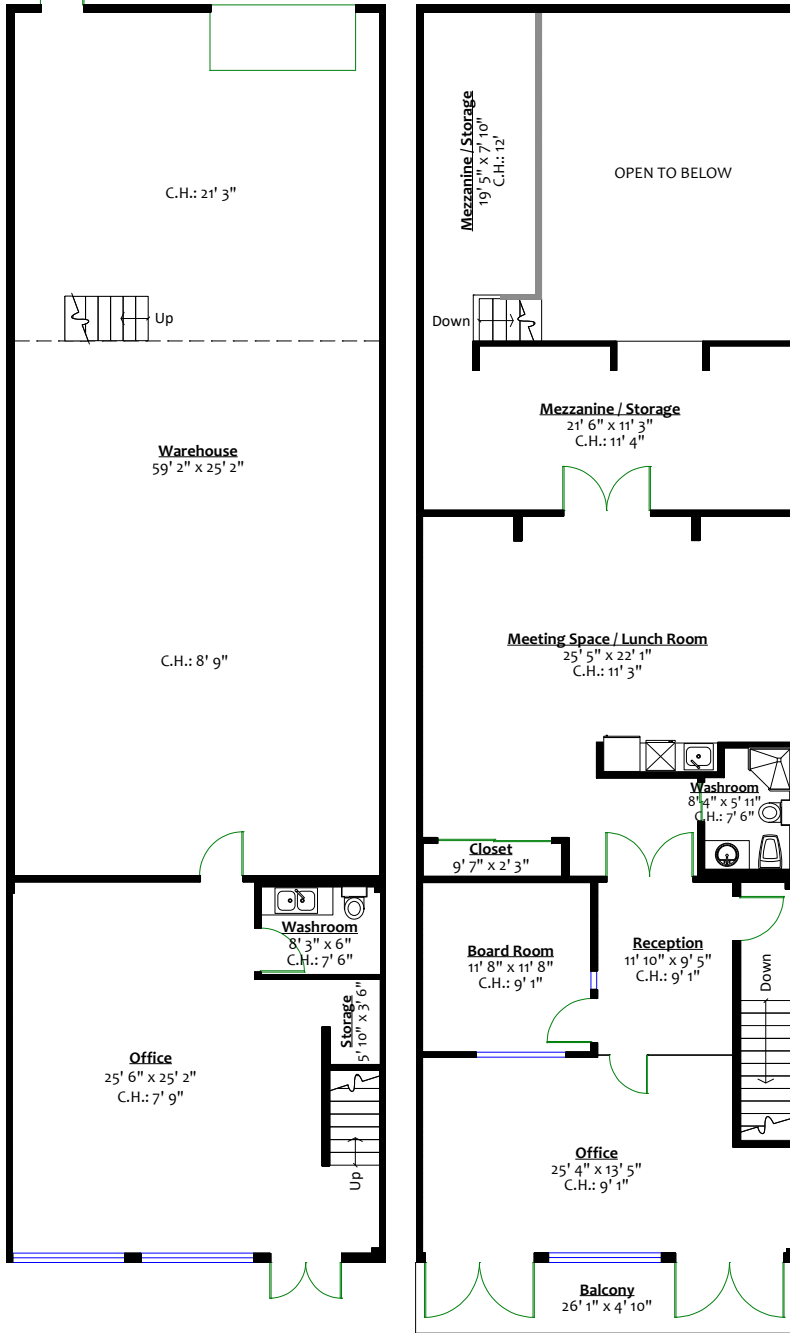 C.H.: 21' 3"
Up
Warehouse
59' 2" x 25' 2"
C.H.: 8' 9"
Washroom
8' 3" x 6'
C.H.: 7' 6"
Storage
5' 10" x 3' 6"
Office
25' 6" x 25' 2"
C.H.: 7' 9"
Up
Mezzanine / Storage
19' 5" x 7' 10"
C.H.: 12'
OPEN TO BELOW
Down
Mezzanine / Storage
21' 6" x 11' 3"
C.H.: 11' 4"
Meeting Space / Lunch Room
25' 5" x 22' 1"
C.H.: 11' 3"
Washroom
8' 4" x 5' 11"
C.H.: 7' 6"
Closet
9' 7" x 2' 3"
Board Room
11' 8" x 11' 8"
C.H.: 9' 1"
Reception
11' 10" x 9' 5"
C.H.: 9' 1"
Down
Office
25' 4" x 13' 5"
C.H.: 9' 1"
Balcony
26' 1" x 4' 10"